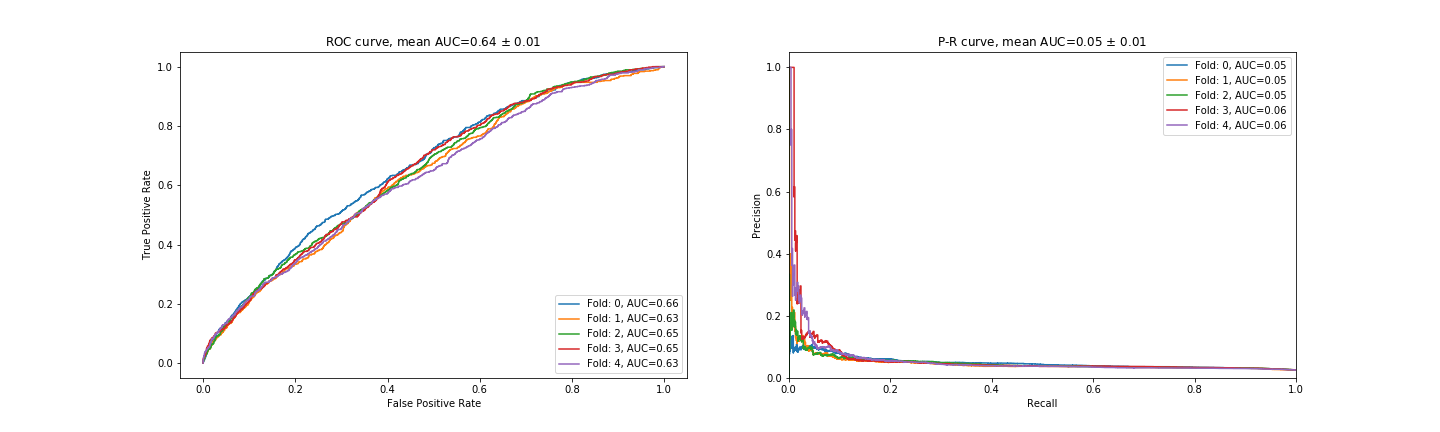 ROC curve, mean AUC=0.64 ± 0.01
True Positive Rate
1.0
0.8
0.6
0.4
0.2
0.0
Fold: 0, AUC=0.66
Fold: 1, AUC=0.63
Fold: 2, AUC=0.65
Fold: 3, AUC=0.65
Fold: 4, AUC=0.63
0.0 0.2 0.4 0.6 0.8 1.0
False Positive Rate
P-R curve, mean AUC=0.05 ± 0.01
Precision
1.0
0.8
0.6
0.4
0.2
0.0
Fold: 0, AUC=0.05
Fold: 1, AUC=0.05
Fold: 2, AUC=0.05
Fold: 3, AUC=0.06
Fold: 4, AUC=0.06
0.0 0.2 0.4 0.6 0.8 1.0
Recall